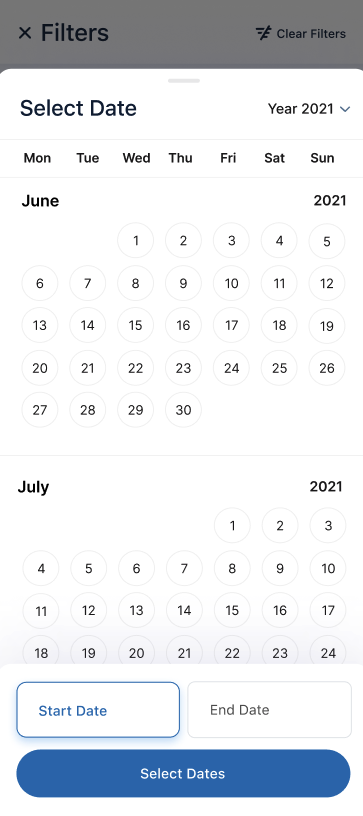 Filters
Clear Filters
Select Date
Year 2021
Mon Tue Wed Thu Fri Sat Sun
June 2021
1 2 3 4 5
6 7 8 9 10 11 12
13 14 15 16 17 18 19
20 21 22 23 24 25 26
27 28 29 30
July 2021
1 2 3
4 5 6 7 8 9 10
11 12 13 14 15 16 17
18 19 20 21 22 23 24
Start Date
End Date
Select Dates